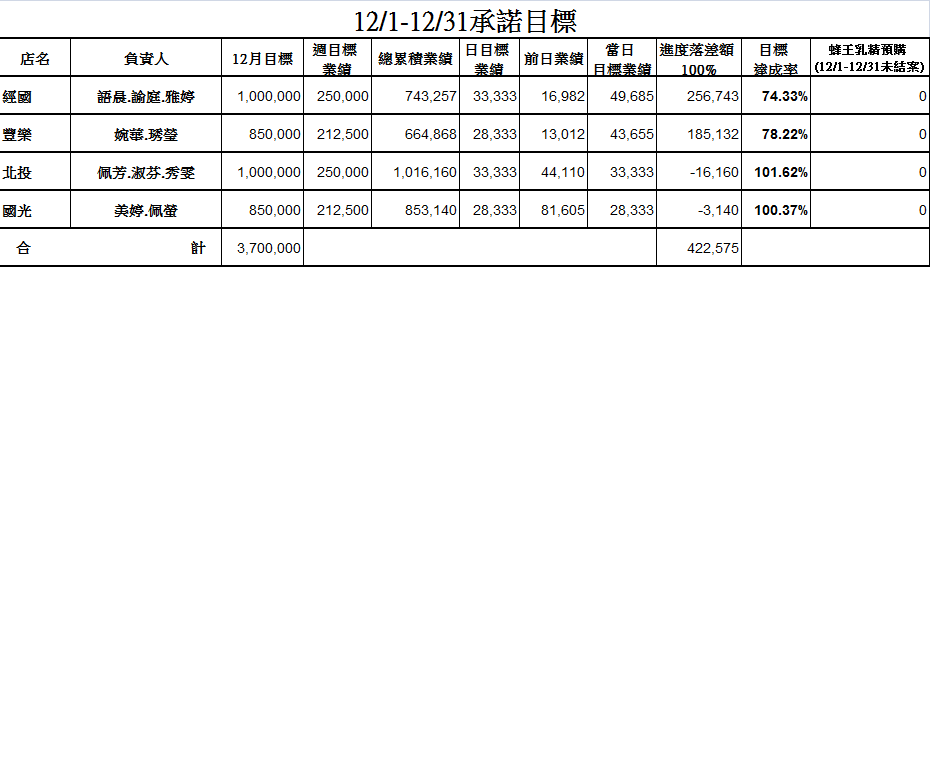 12/1-12/31承諾目標
店名 負責人 12月目標 週目標業績 總累積業績 日目標業績 前日業績 當日目標業績 進度落差額100% 目標達成率 蜂王乳精預購(12/1-12/31未結案)
經國 語晨.諭庭.雅婷 1,000,000 250,000 743,257 33,333 16,982 49,685 256,743 74.33% 0
豐樂 婉華.琇瑩 850,000 212,500 664,868 28,333 13,012 43,655 185,132 78.22% 0
北投 佩芳.淑芬.秀雯 1,000,000 250,000 1,016,160 33,333 44,110 33,333 -16,160 101.62% 0
國光 美婷.佩螢 850,000 212,500 853,140 28,333 81,605 28,333 -3,140 100.37% 0
合計 3,700,000 422,575